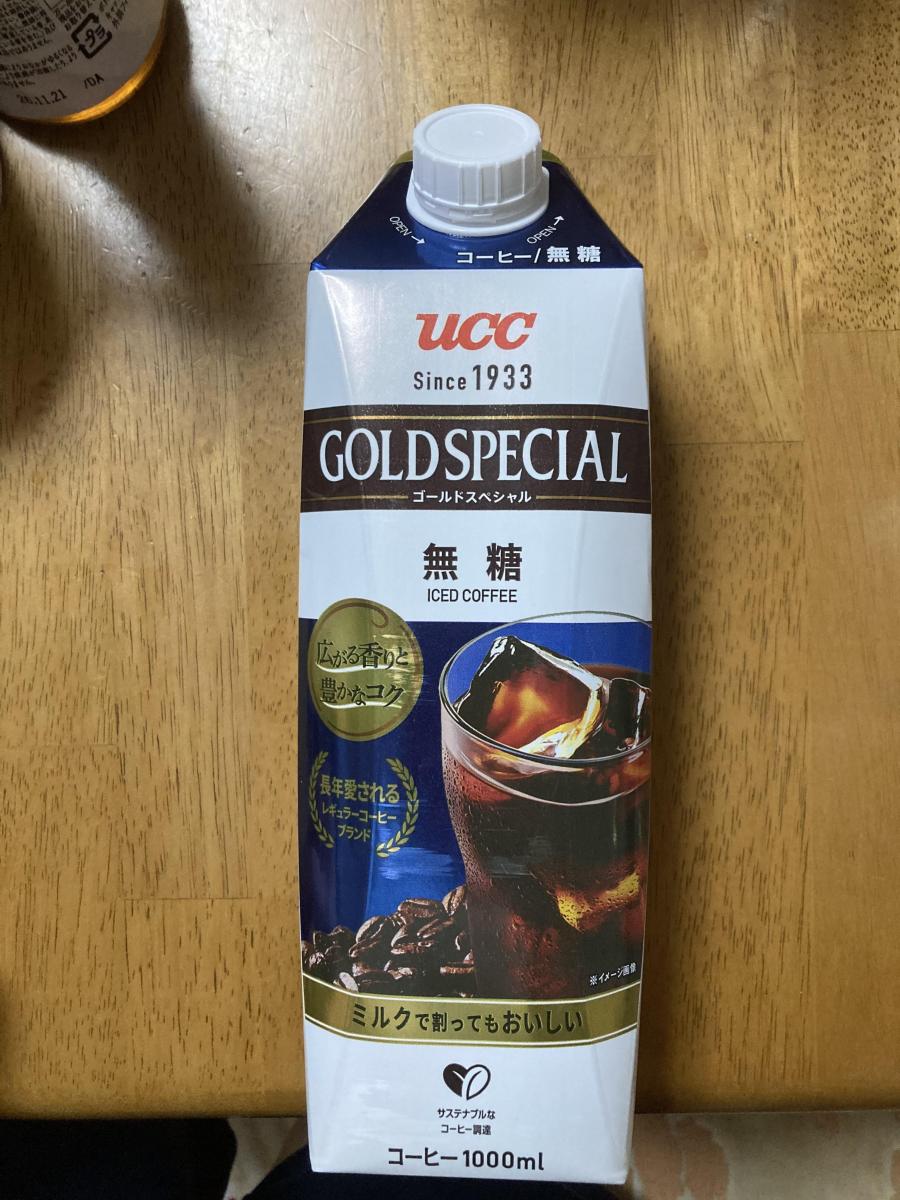 26.11.21 /DA
OPEN→
OPEN→
コーヒー/無糖
UCC
Since 1933
GOLD SPECIAL
ゴールドスペシャル
無糖
ICED COFFEE
広がる香りと
豊かなコク
長年愛される
レギュラーコーヒー
ブランド
※イメージ画像
ミルクで割ってもおいしい
サステナブルな
コーヒー調達
コーヒー1000ml